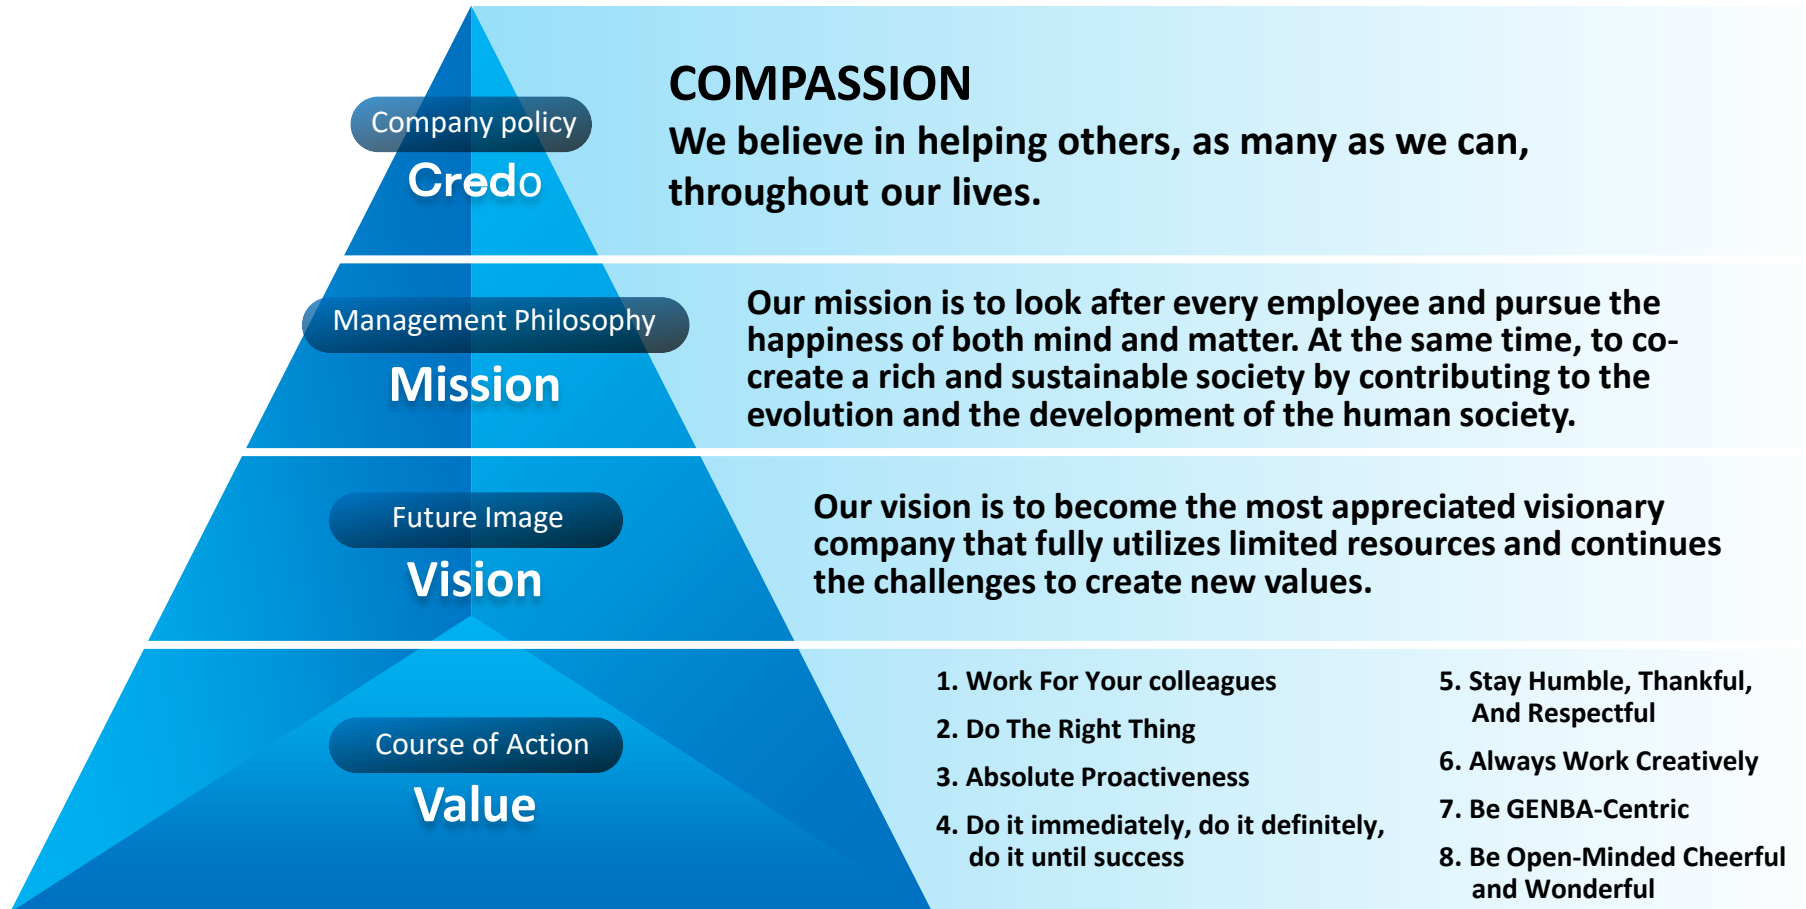 Company policy
Credo
COMPASSION
We believe in helping others, as many as we can,
throughout our lives.
Management Philosophy
Mission
Our mission is to look after every employee and pursue the
happiness of both mind and matter. At the same time, to co-
create a rich and sustainable society by contributing to the
evolution and the development of the human society.
Future Image
Vision
Our vision is to become the most appreciated visionary
company that fully utilizes limited resources and continues
the challenges to create new values.
Course of Action
Value
1. Work For Your colleagues
2. Do The Right Thing
3. Absolute Proactiveness
4. Do it immediately, do it definitely,
do it until success
5. Stay Humble, Thankful,
And Respectful
6. Always Work Creatively
7. Be GENBA-Centric
8. Be Open-Minded Cheerful
and Wonderful